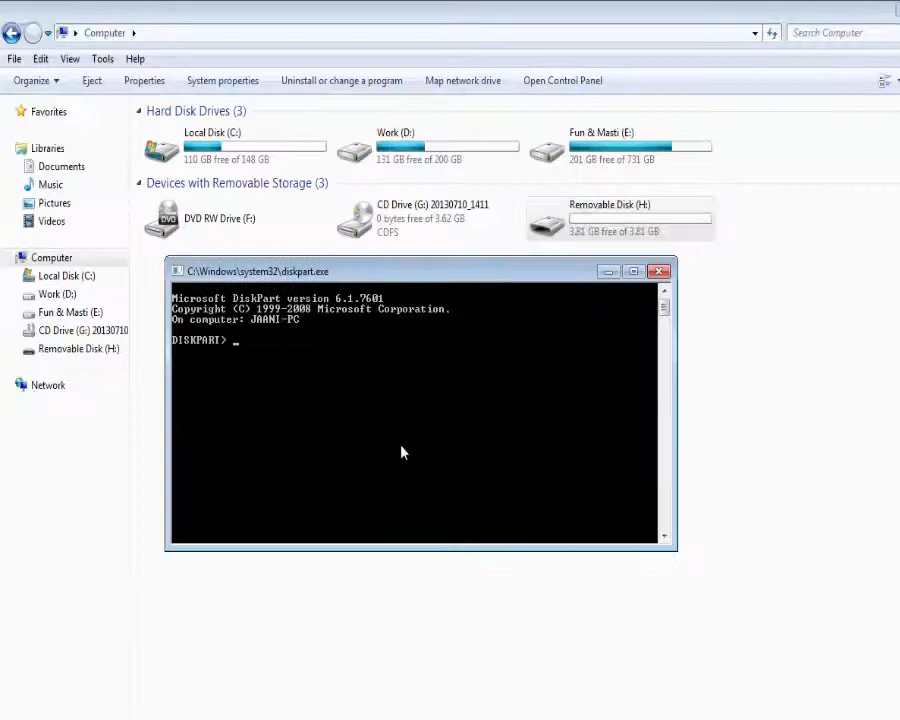 Computer
Search Computer
File Edit View Tools Help
Organize Eject Properties System properties Uninstall or change a program Map network drive Open Control Panel
Favorites
Libraries
Documents
Music
Pictures
Videos
Computer
Local Disk (C:)
Work (D:)
Fun & Masti (E:)
CD Drive (G:) 20130710
Removable Disk (H:)
Network
Hard Disk Drives (3)
Local Disk (C:)
110 GB free of 148 GB
Work (D:)
131 GB free of 200 GB
Fun & Masti (E:)
201 GB free of 731 GB
Devices with Removable Storage (3)
DVD
DVD RW Drive (F:)
CD Drive (G:) 20130710_1411
0 bytes free of 3.62 GB
CDFS
Removable Disk (H:)
3.81 GB free of 3.81 GB
C:\Windows\system32\diskpart.exe
Microsoft DiskPart version 6.1.7601
Copyright (C) 1999-2008 Microsoft Corporation.
On computer: JAANI-PC
DISKPART> _